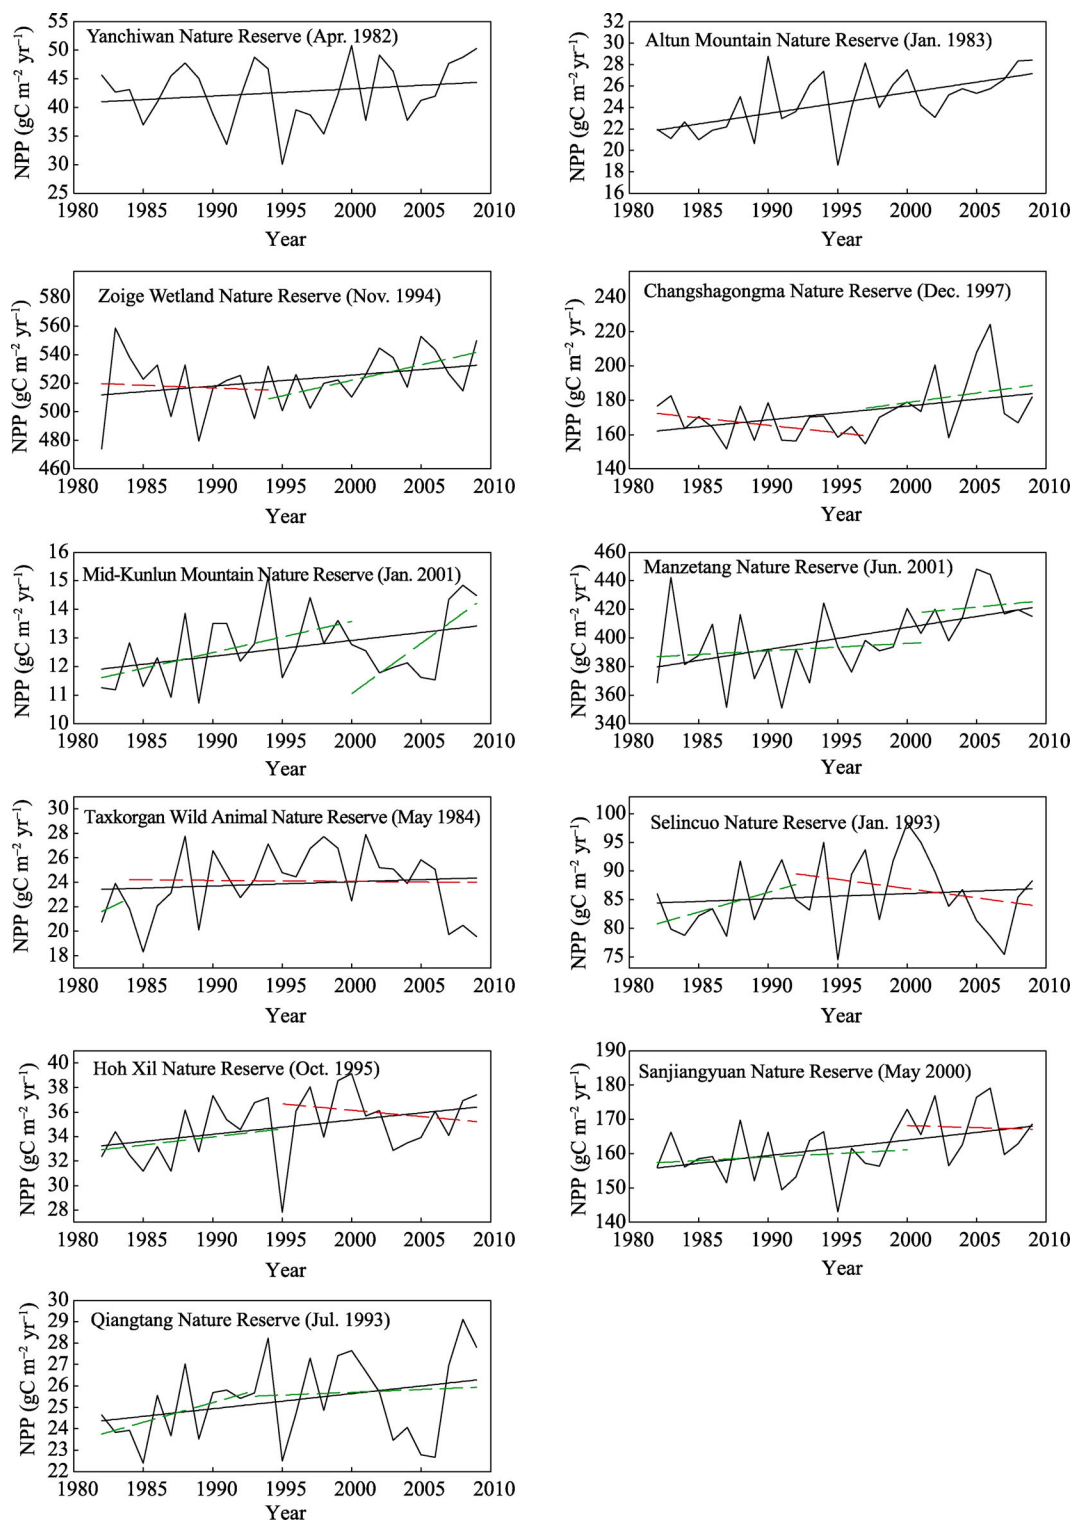 Yanchiwan Nature Reserve (Apr. 1982)
NPP (gC m⁻² yr⁻¹)
55
50
45
40
35
30
25
1980 1985 1990 1995 2000 2005 2010
Year
Altun Mountain Nature Reserve (Jan. 1983)
NPP (gC m⁻² yr⁻¹)
32
30
28
26
24
22
20
18
16
1980 1985 1990 1995 2000 2005 2010
Year
Zoige Wetland Nature Reserve (Nov. 1994)
NPP (gC m⁻² yr⁻¹)
580
560
540
520
500
480
460
1980 1985 1990 1995 2000 2005 2010
Year
Changshagongma Nature Reserve (Dec. 1997)
NPP (gC m⁻² yr⁻¹)
240
220
200
180
160
140
1980 1985 1990 1995 2000 2005 2010
Year
Mid-Kunlun Mountain Nature Reserve (Jan. 2001)
NPP (gC m⁻² yr⁻¹)
16
15
14
13
12
11
10
1980 1985 1990 1995 2000 2005 2010
Year
Manzetang Nature Reserve (Jun. 2001)
NPP (gC m⁻² yr⁻¹)
460
440
420
400
380
360
340
1980 1985 1990 1995 2000 2005 2010
Year
Taxkorgan Wild Animal Nature Reserve (May 1984)
NPP (gC m⁻² yr⁻¹)
30
28
26
24
22
20
18
1980 1985 1990 1995 2000 2005 2010
Year
Selincuo Nature Reserve (Jan. 1993)
NPP (gC m⁻² yr⁻¹)
100
95
90
85
80
75
1980 1985 1990 1995 2000 2005 2010
Year
Hoh Xil Nature Reserve (Oct. 1995)
NPP (gC m⁻² yr⁻¹)
40
38
36
34
32
30
28
1980 1985 1990 1995 2000 2005 2010
Year
Sanjiangyuan Nature Reserve (May 2000)
NPP (gC m⁻² yr⁻¹)
190
180
170
160
150
140
1980 1985 1990 1995 2000 2005 2010
Year
Qiangtang Nature Reserve (Jul. 1993)
NPP (gC m⁻² yr⁻¹)
30
29
28
27
26
25
24
23
22
1980 1985 1990 1995 2000 2005 2010
Year